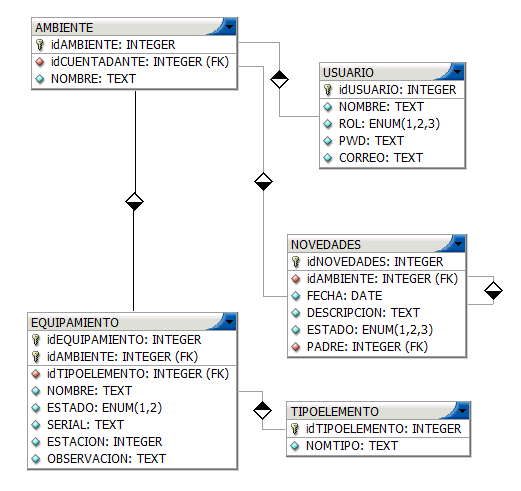 AMBIENTE
idAMBIENTE: INTEGER
idCUENTADANTE: INTEGER (FK)
NOMBRE: TEXT
USUARIO
idUSUARIO: INTEGER
NOMBRE: TEXT
ROL: ENUM(1,2,3)
PWD: TEXT
CORREO: TEXT
NOVEDADES
idNOVEDADES: INTEGER
idAMBIENTE: INTEGER (FK)
FECHA: DATE
DESCRIPCION: TEXT
ESTADO: ENUM(1,2,3)
PADRE: INTEGER (FK)
EQUIPAMIENTO
idEQUIPAMIENTO: INTEGER
idAMBIENTE: INTEGER (FK)
idTIPOELEMENTO: INTEGER (FK)
NOMBRE: TEXT
ESTADO: ENUM(1,2)
SERIAL: TEXT
ESTACION: INTEGER
OBSERVACION: TEXT
TIPOELEMENTO
idTIPOELEMENTO: INTEGER
NOMTIPO: TEXT